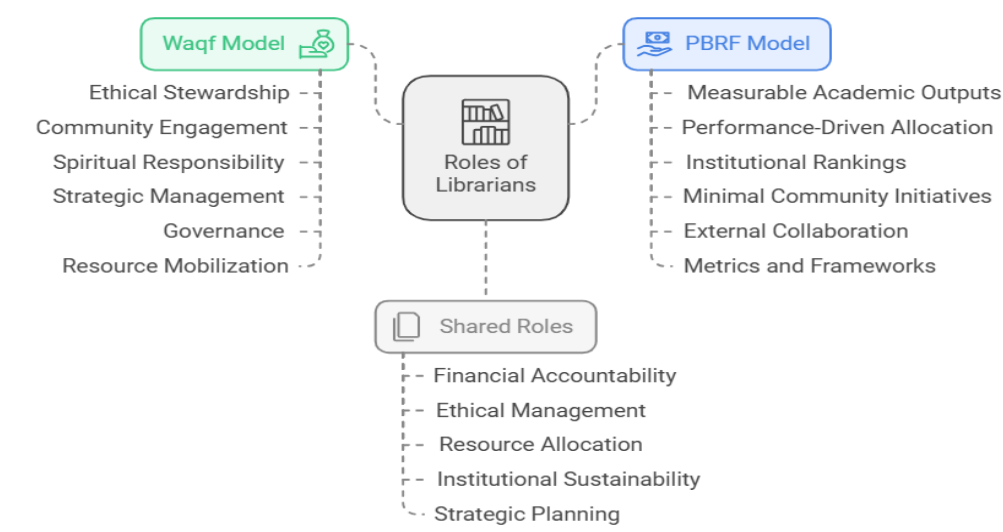 Waqf Model
Ethical Stewardship
Community Engagement
Spiritual Responsibility
Strategic Management
Governance
Resource Mobilization
Roles of
Librarians
PBRF Model
Measurable Academic Outputs
Performance-Driven Allocation
Institutional Rankings
Minimal Community Initiatives
External Collaboration
Metrics and Frameworks
Shared Roles
Financial Accountability
Ethical Management
Resource Allocation
Institutional Sustainability
Strategic Planning